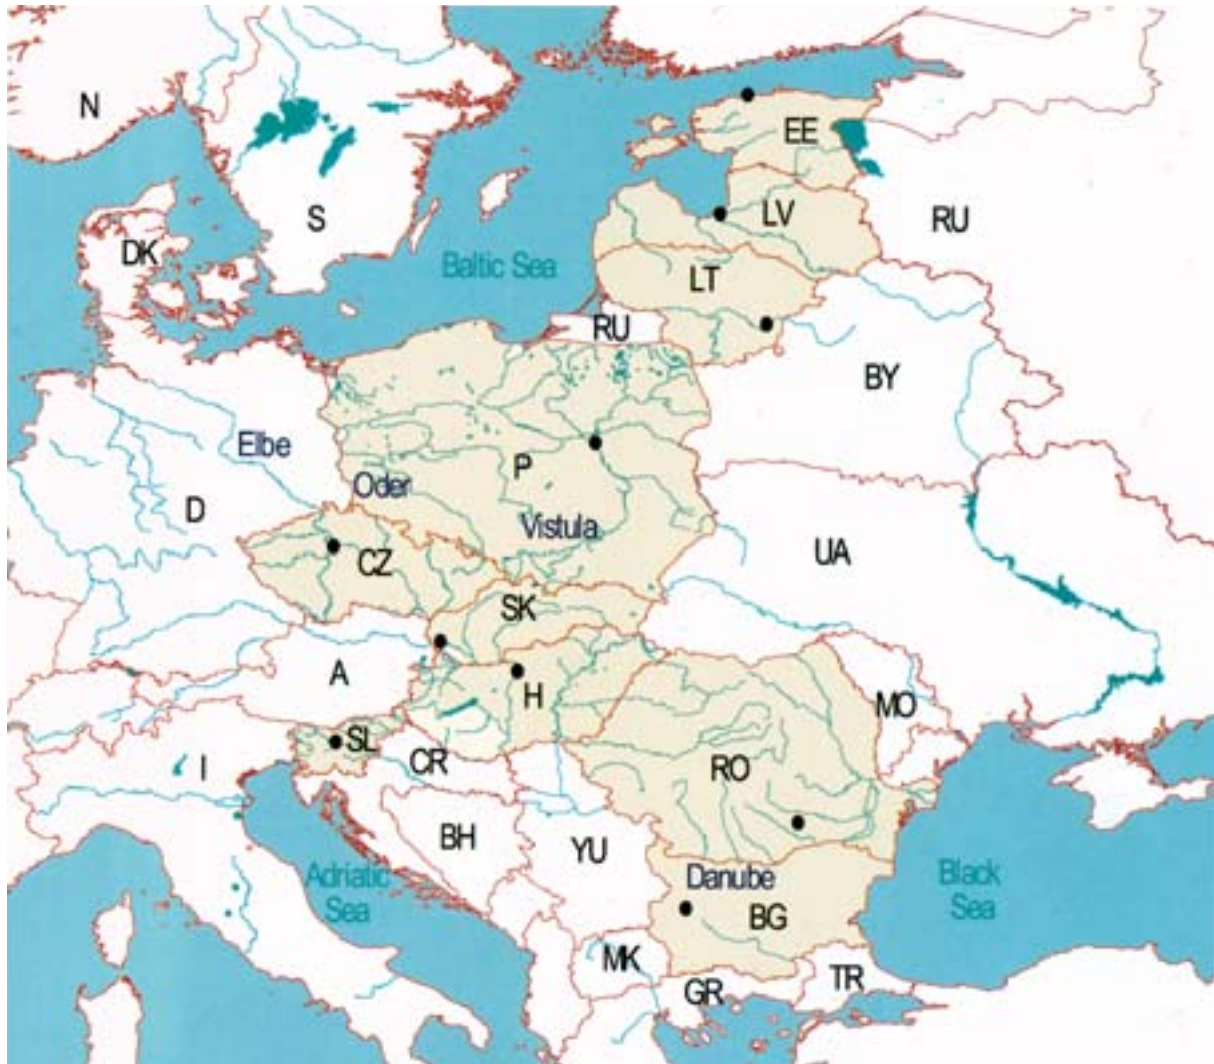 N
EE
S
LV
RU
DK
Baltic Sea
LT
RU
BY
Elbe
P
Oder
D
Vistula
CZ
UA
SK
A
H
MO
SL
I
CR
RO
BH
YU
Adriatic
Sea
Danube
Black
Sea
BG
MK
GR
TR